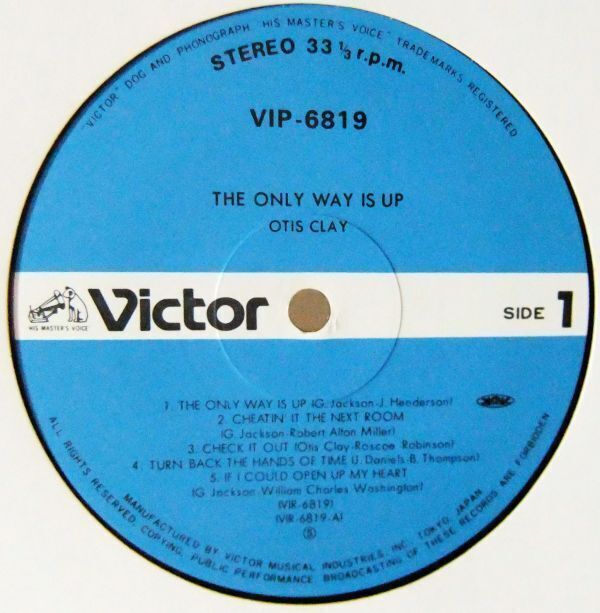 "VICTOR" DOG AND PHONOGRAPH "HIS MASTER'S VOICE" TRADEMARKS REGISTERED
STEREO 33 1/3 r.p.m.
VIP-6819
THE ONLY WAY IS UP
OTIS CLAY
HIS MASTER'S VOICE
Victor
SIDE 1
1. THE ONLY WAY IS UP (G. Jackson-J. Henderson)
2. CHEATIN' IT THE NEXT ROOM
(G. Jackson-Robert Alton Miller)
3. CHECK IT OUT (Otis Clay-Roscoe Robinson)
4. TURN BACK THE HANDS OF TIME (J. Daniels-B. Thompson)
5. IF I COULD OPEN UP MY HEART
(G. Jackson-William Charles Washington)
(VIR-6819)
(VIR-6819-A)
Ⓢ
MANUFACTURED BY VICTOR MUSICAL INDUSTRIES, INC. TOKYO, JAPAN
ALL RIGHTS RESERVED. COPYING, PUBLIC PERFORMANCE, BROADCASTING OF THESE RECORDS ARE FORBIDDEN